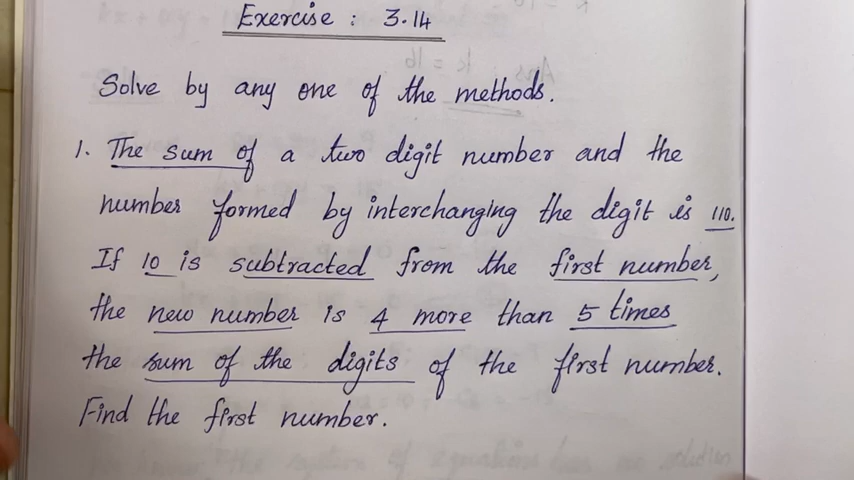 Exercise : 3.14
Solve by any one of the methods.
1. The sum of a two digit number and the
number formed by interchanging the digit is 110.
If 10 is subtracted from the first number,
the new number is 4 more than 5 times
the sum of the digits of the first number.
Find the first number.